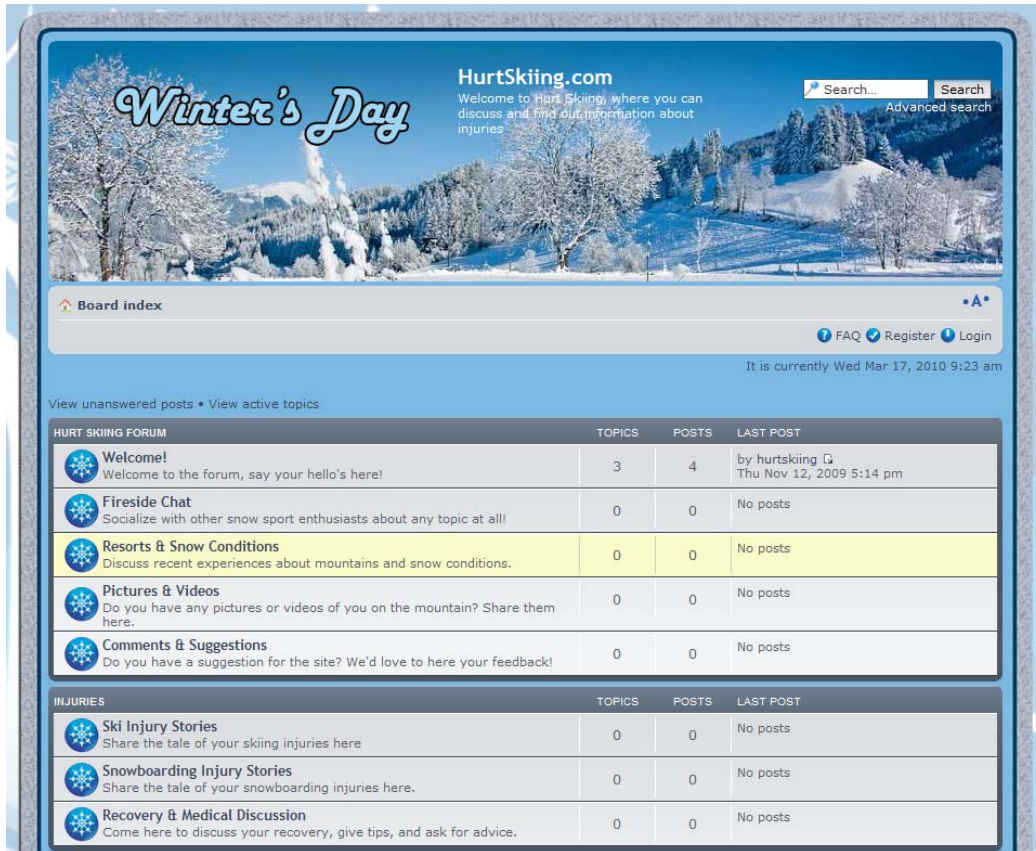 Winter's Day
HurtSkiing.com
Welcome to Hurt Skiing, where you can
discuss and find out information about
injuries
Search...
Search
Advanced search
Board index
A
FAQ Register Login
It is currently Wed Mar 17, 2010 9:23 am
View unanswered posts • View active topics
HURT SKIING FORUM TOPICS POSTS LAST POST
Welcome!
Welcome to the forum, say your hello's here!
3 4
by hurtskiing
Thu Nov 12, 2009 5:14 pm
Fireside Chat
Socialize with other snow sport enthusiasts about any topic at all!
0 0 No posts
Resorts & Snow Conditions
Discuss recent experiences about mountains and snow conditions.
0 0 No posts
Pictures & Videos
Do you have any pictures or videos of you on the mountain? Share them
here.
0 0 No posts
Comments & Suggestions
Do you have a suggestion for the site? We'd love to here your feedback!
0 0 No posts
INJURIES TOPICS POSTS LAST POST
Ski Injury Stories
Share the tale of your skiing injuries here
0 0 No posts
Snowboarding Injury Stories
Share the tale of your snowboarding injuries here.
0 0 No posts
Recovery & Medical Discussion
Come here to discuss your recovery, give tips, and ask for advice.
0 0 No posts